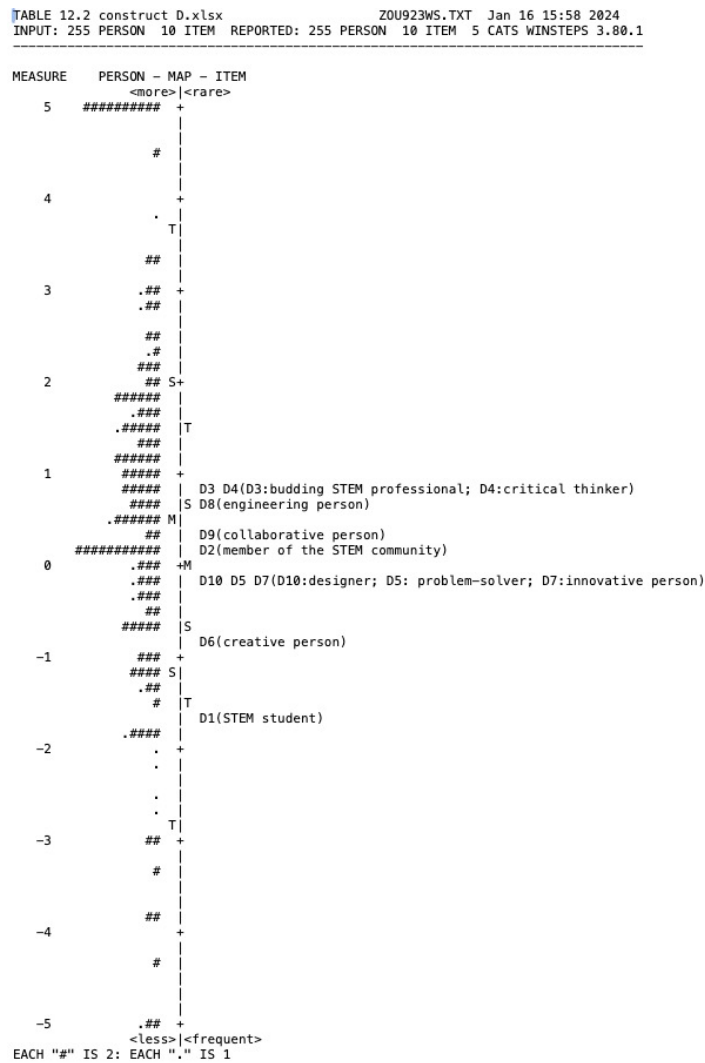 TABLE 12.2 construct D.xlsx                     ZOU923WS.TXT  Jan 16 15:58 2024
INPUT: 255 PERSON  10 ITEM  REPORTED: 255 PERSON  10 ITEM  5 CATS WINSTEPS 3.80.1
--------------------------------------------------------------------------------

MEASURE    PERSON - MAP - ITEM
               <more>|<rare>
    5    ##########  +
                     |
                     |
                  #  |
                     |
                     |
    4                +
                  .  |
                    T|
                     |
                 ##  |
                     |
    3           .##  +
                .##  |
                     |
                 ##  |
                 .#  |
                ###  |
    2            ## S+
             ######  |
               .###  |
             .#####  |T
                ###  |
             ######  |
    1         #####  +
              #####  |  D3 D4(D3:budding STEM professional; D4:critical thinker)
               ####  |S D8(engineering person)
            .###### M|
                 ##  |  D9(collaborative person)
        ###########  |  D2(member of the STEM community)
    0          .###  +M
               .###  |  D10 D5 D7(D10:designer; D5: problem-solver; D7:innovative person)
               .###  |
                 ##  |
              #####  |S
                     |  D6(creative person)
   -1           ###  +
               #### S|
                .##  |
                  #  |T
                     |  D1(STEM student)
              .####  |
   -2             .  +
                  .  |
                     |
                  .  |
                  .  |
                    T|
   -3            ##  +
                     |
                  #  |
                     |
                     |
                 ##  |
   -4                +
                     |
                  #  |
                     |
                     |
                     |
   -5           .##  +
               <less>|<frequent>
EACH "#" IS 2: EACH "." IS 1